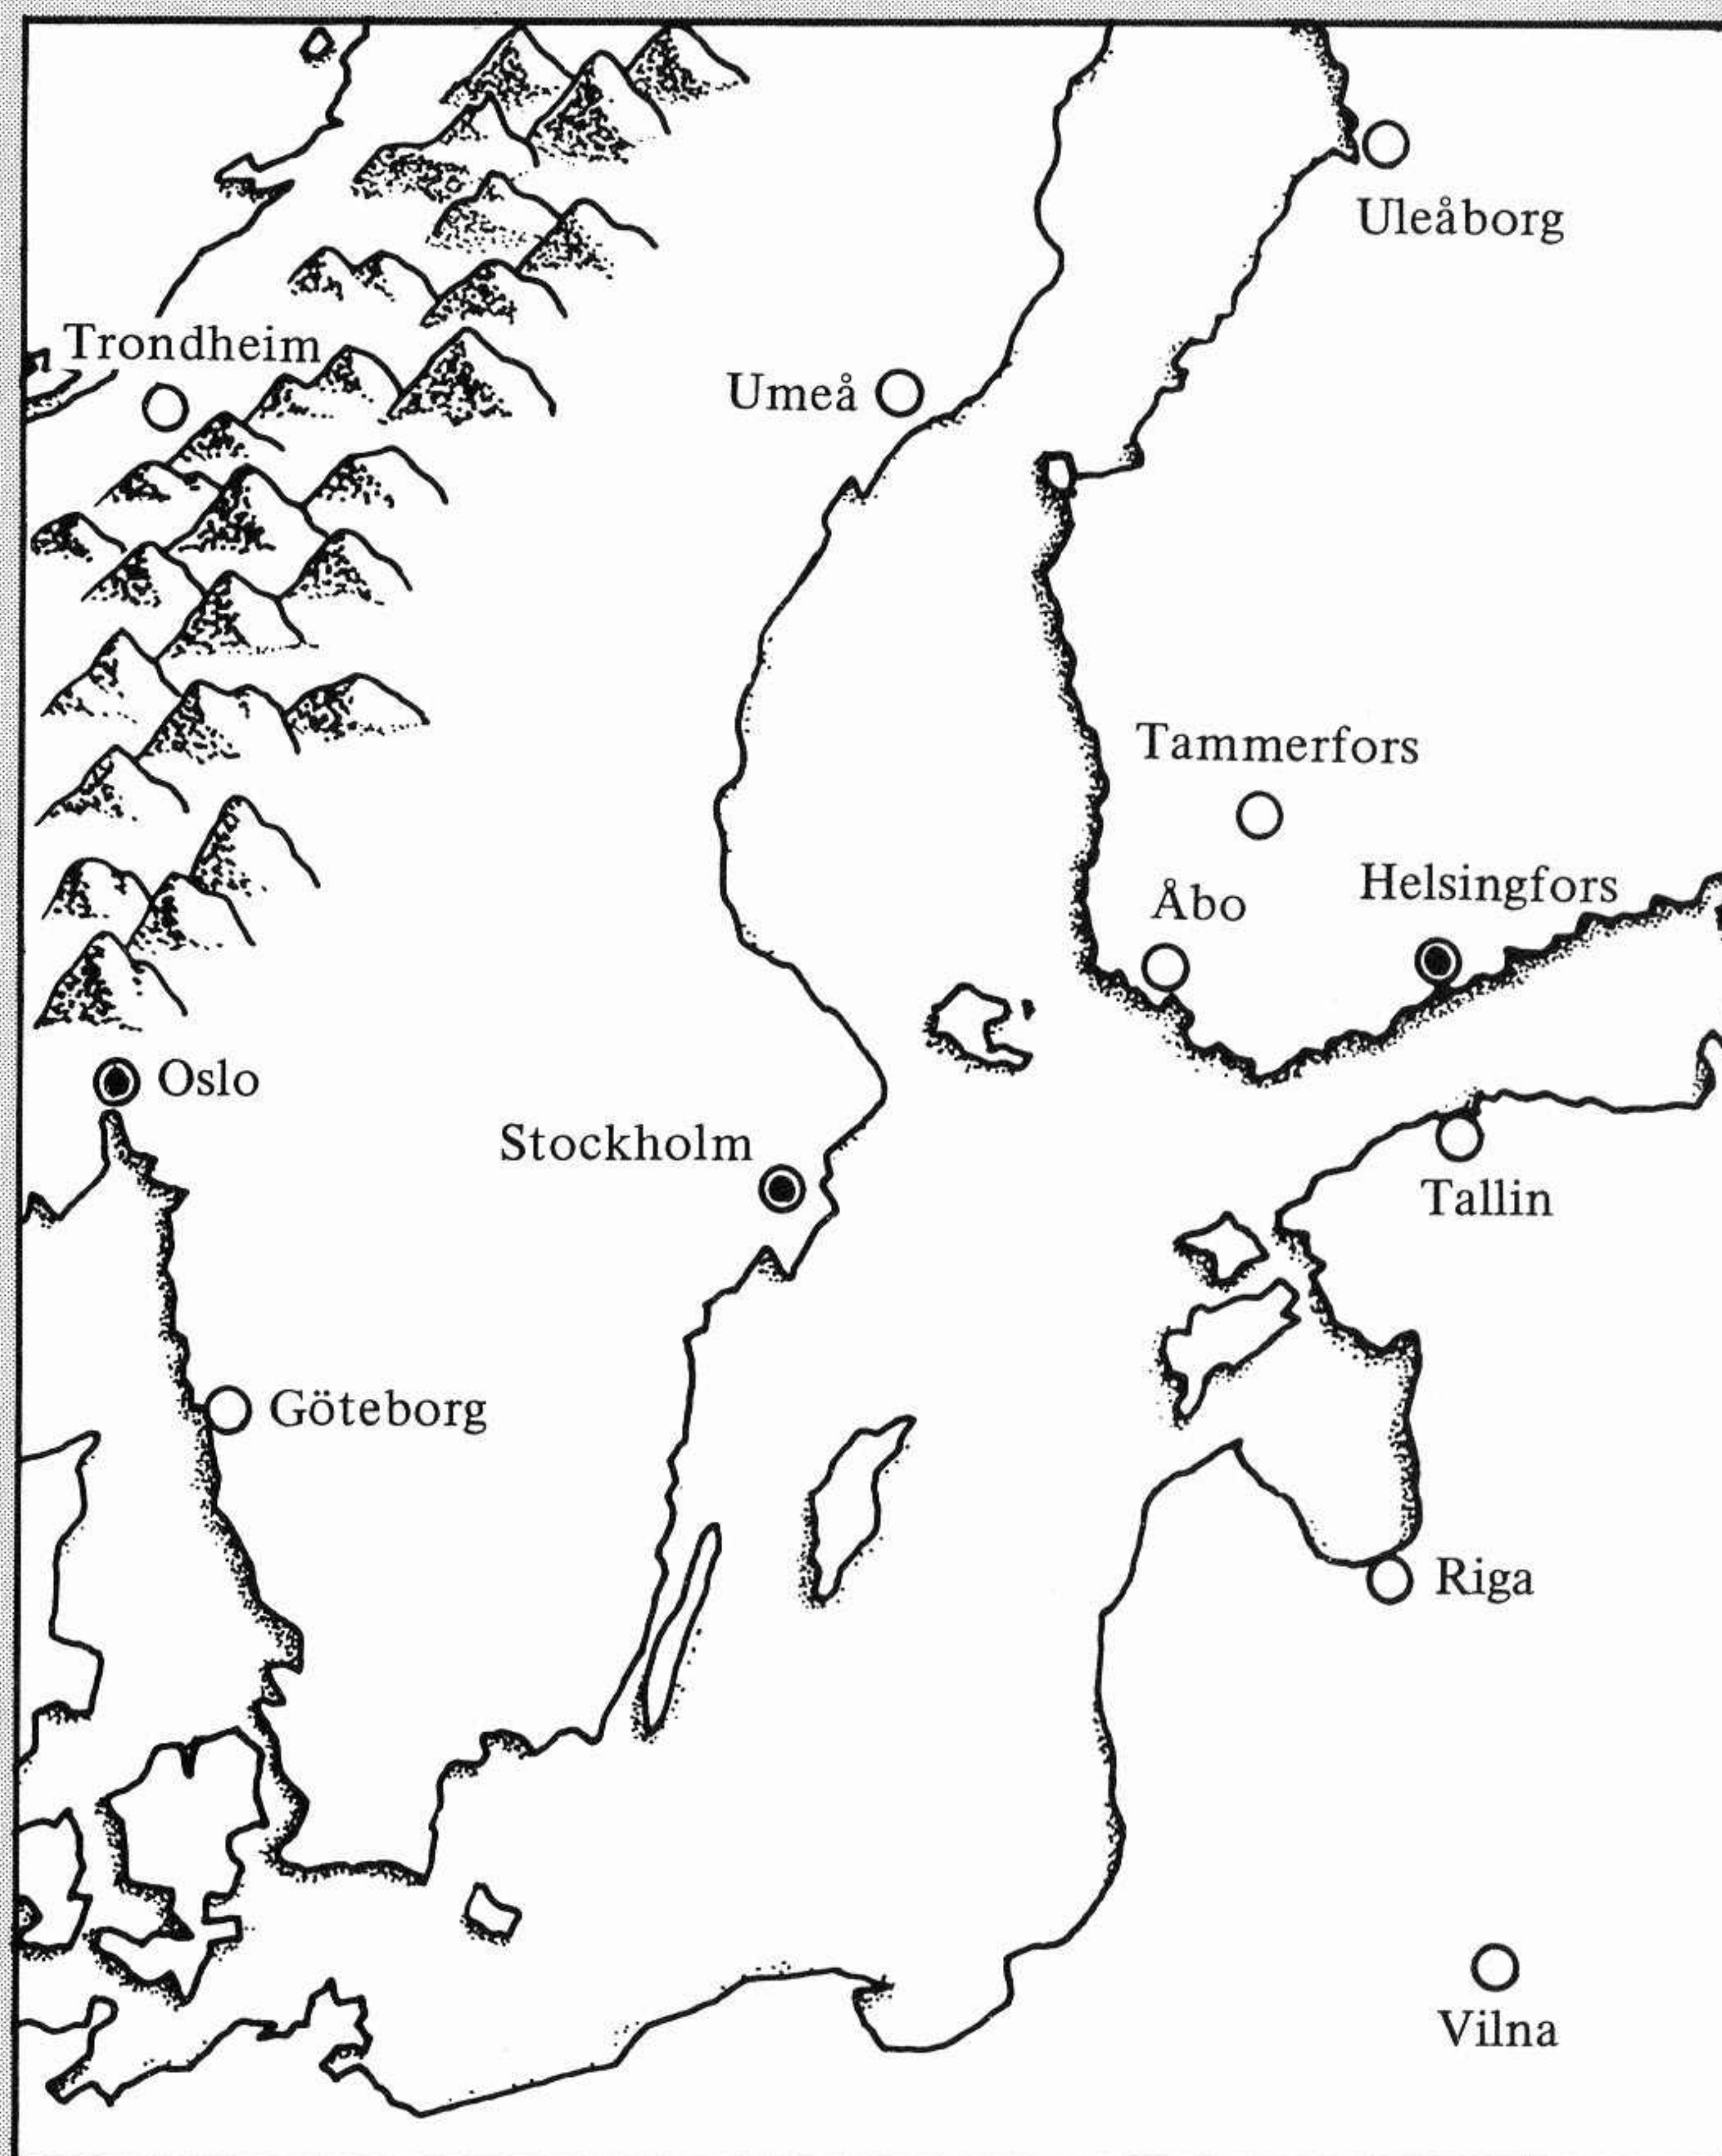 Uleåborg
Trondheim
Umeå
Tammerfors
Helsingfors
Åbo
Oslo
Stockholm
Tallin
Göteborg
Riga
Vilna